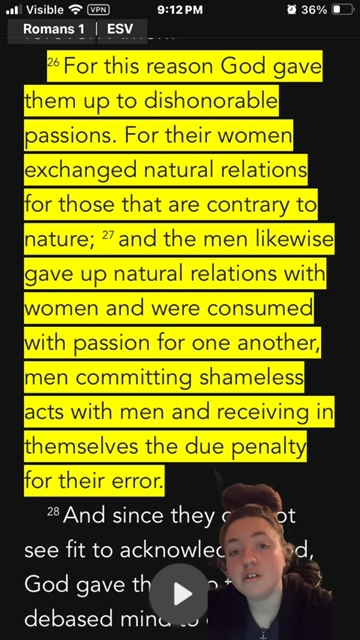 Visible VPN 9:12 PM 36%
Romans 1 ESV
26 For this reason God gave
them up to dishonorable
passions. For their women
exchanged natural relations
for those that are contrary to
nature; 27 and the men likewise
gave up natural relations with
women and were consumed
with passion for one another,
men committing shameless
acts with men and receiving in
themselves the due penalty
for their error.
28 And since they
see fit to
God gave
debased mind